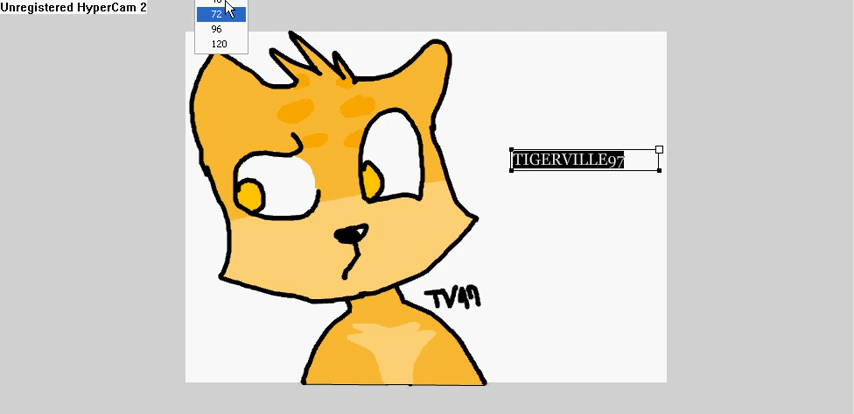 Unregistered HyperCam 2
72
96
120
TIGERVILLE97
TV97